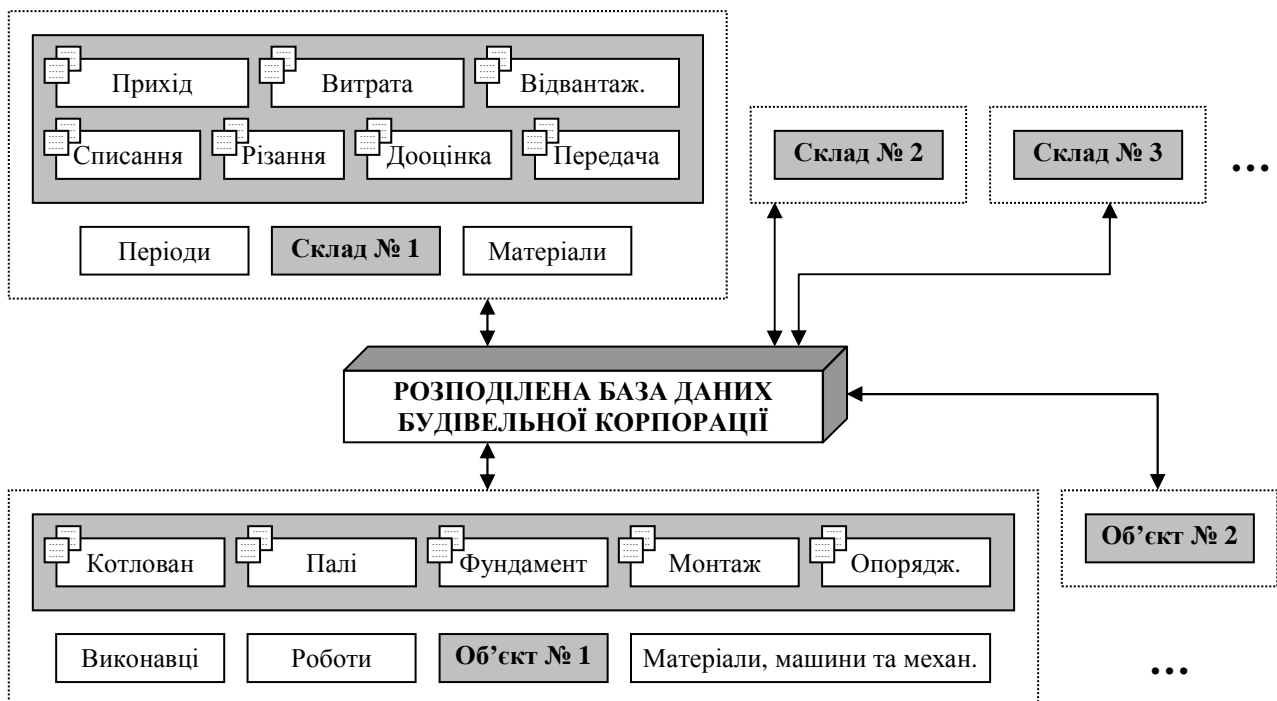 Прихід
Витрата
Відвантаж.
Списання
Різання
Дооцінка
Передача
Періоди
Склад № 1
Матеріали
Склад № 2
Склад № 3
...
РОЗПОДІЛЕНА БАЗА ДАНИХ
БУДІВЕЛЬНОЇ КОРПОРАЦІЇ
Котлован
Палі
Фундамент
Монтаж
Опорядж.
Виконавці
Роботи
Об’єкт № 1
Матеріали, машини та механ.
Об’єкт № 2
...